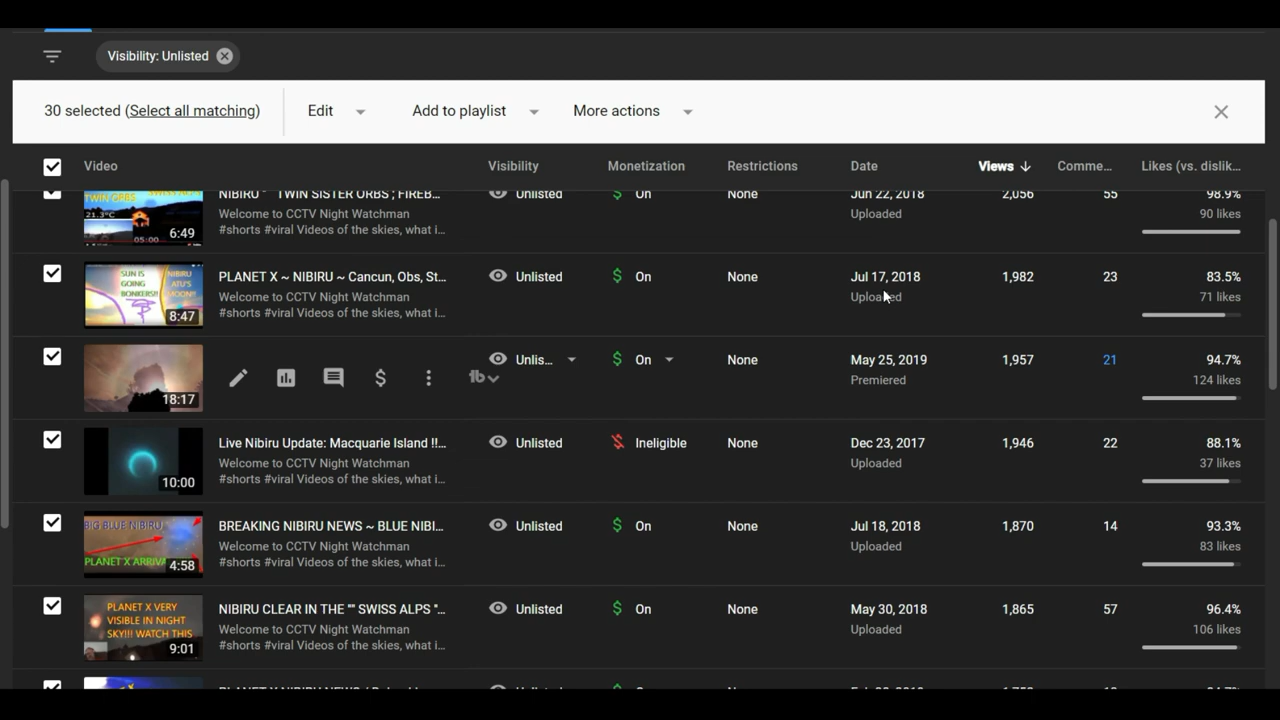 Visibility: Unlisted
30 selected (Select all matching)
Edit
Add to playlist
More actions
Video
Visibility
Monetization
Restrictions
Date
Views
Comme...
Likes (vs. dislik...
TWIN ORBS
21.3°C
05:00
6:49
Unlisted
On
None
Jun 22, 2018
2,056
55
98.9%
Welcome to CCTV Night Watchman
Uploaded
90 likes
#shorts #viral Videos of the skies, what i...
SUN IS GOING BONKERS!!
NIBIRU ATU'S MOON!!
8:47
PLANET X ~ NIBIRU ~ Cancun, Obs, St...
Unlisted
On
None
Jul 17, 2018
1,982
23
83.5%
Welcome to CCTV Night Watchman
Uploaded
71 likes
#shorts #viral Videos of the skies, what i...
18:17
Unlis...
On
None
May 25, 2019
1,957
21
94.7%
Premiered
124 likes
10:00
Live Nibiru Update: Macquarie Island !!...
Unlisted
Ineligible
None
Dec 23, 2017
1,946
22
88.1%
Welcome to CCTV Night Watchman
Uploaded
37 likes
#shorts #viral Videos of the skies, what i...
BIG BLUE NIBIRU
PLANET X ARRIVA
4:58
BREAKING NIBIRU NEWS ~ BLUE NIBI...
Unlisted
On
None
Jul 18, 2018
1,870
14
93.3%
Welcome to CCTV Night Watchman
Uploaded
83 likes
#shorts #viral Videos of the skies, what i...
PLANET X VERY
VISIBLE IN NIGHT
SKY!!! WATCH THIS
9:01
NIBIRU CLEAR IN THE "" SWISS ALPS "...
Unlisted
On
None
May 30, 2018
1,865
57
96.4%
Welcome to CCTV Night Watchman
Uploaded
106 likes
#shorts #viral Videos of the skies, what i...